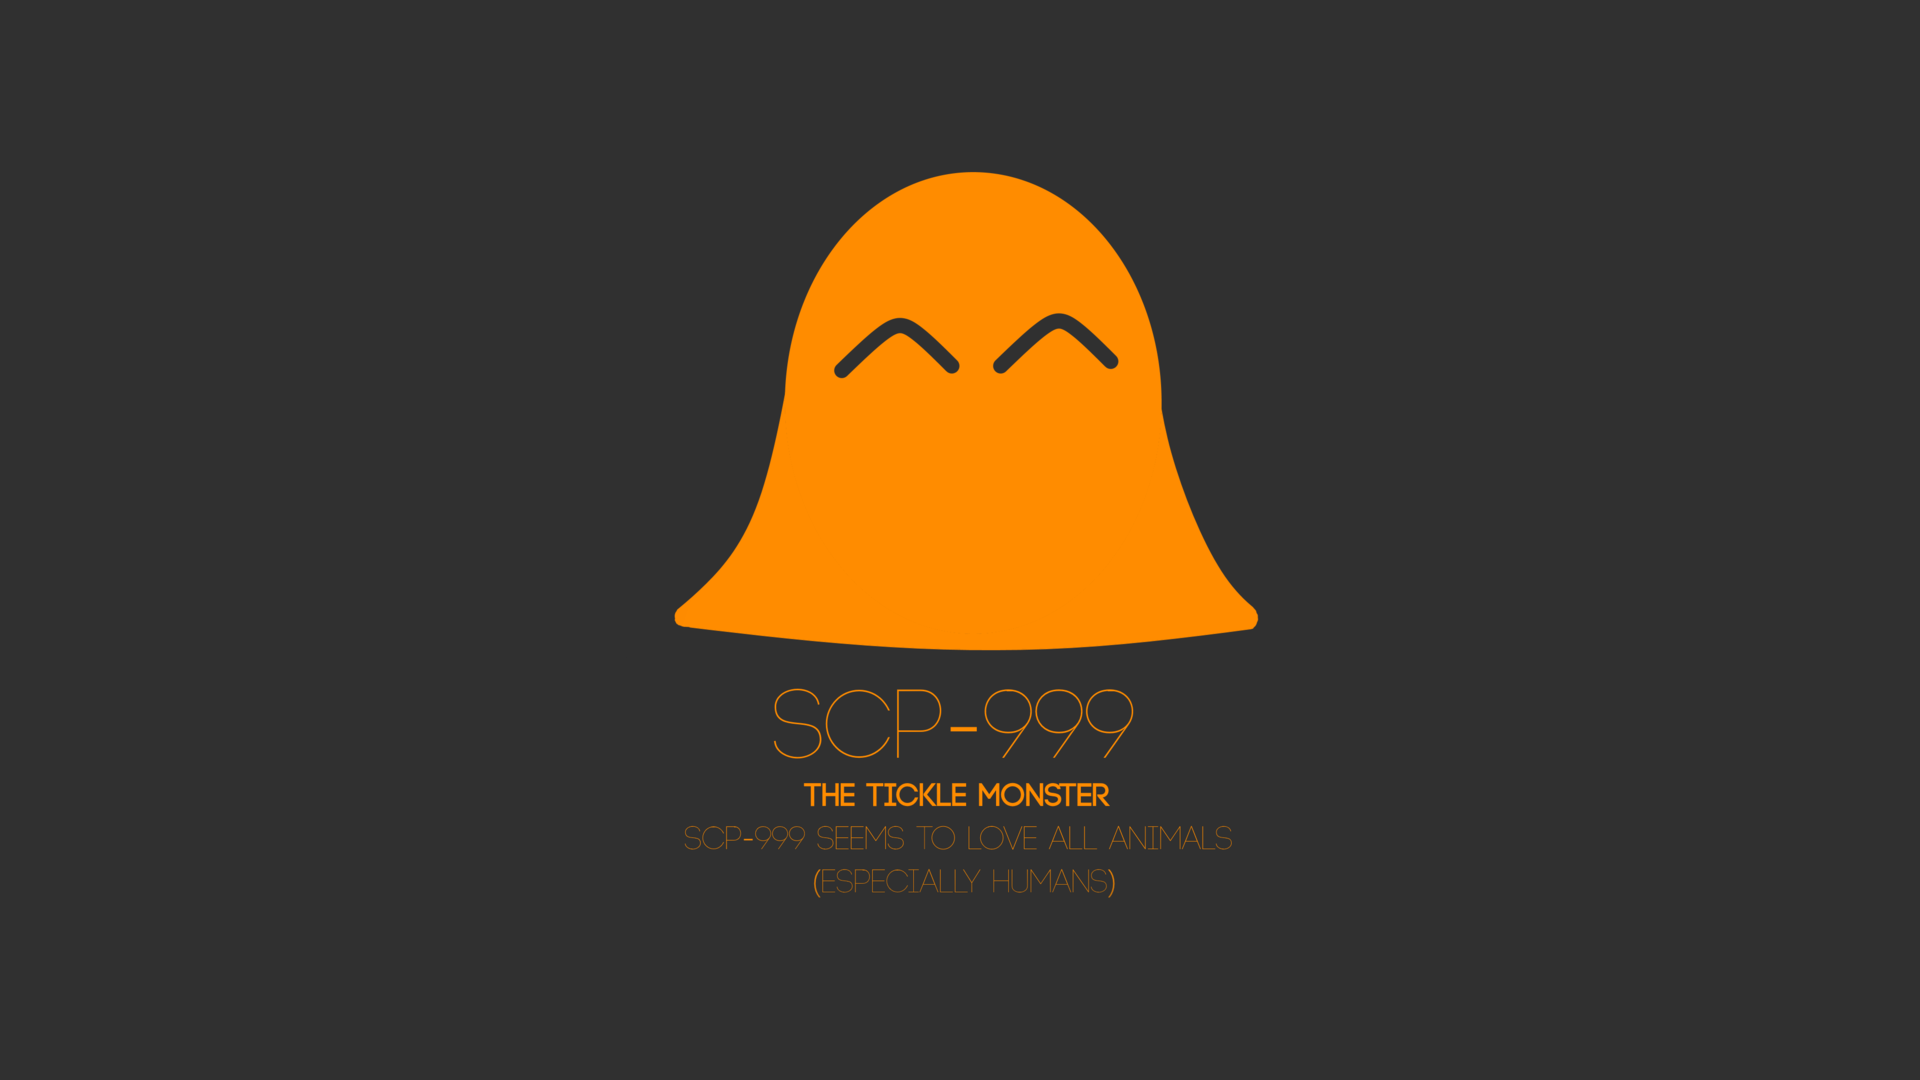 SCP-999
THE TICKLE MONSTER
SCP-999 SEEMS TO LOVE ALL ANIMALS
(ESPECIALLY HUMANS)